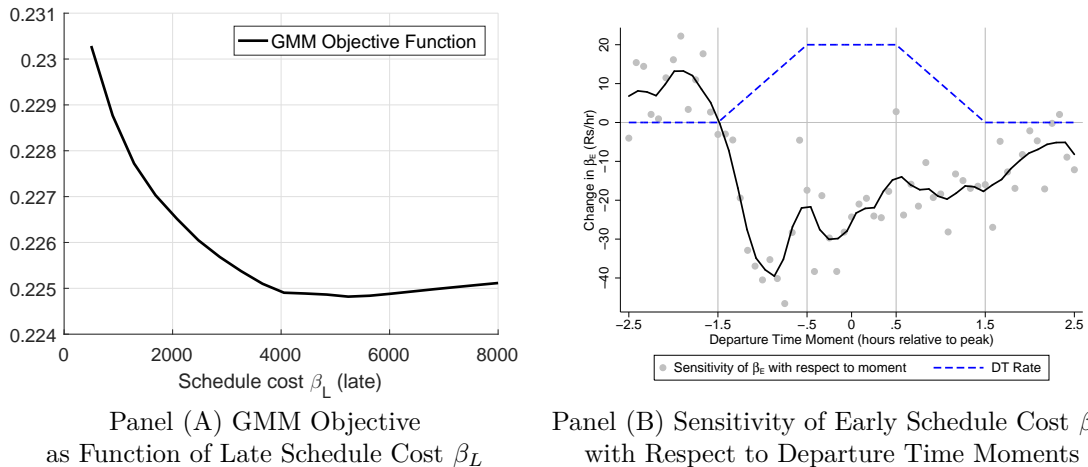 0.231
0.23
0.229
0.228
0.227
0.226
0.225
0.224
GMM Objective Function
0 2000 4000 6000 8000
Schedule cost β_L (late)
Panel (A) GMM Objective
as Function of Late Schedule Cost β_L
Change in β_E (Rs/hr)
20
10
0
-10
-20
-30
-40
-2.5 -1.5 -.5 0 .5 1.5 2.5
Departure Time Moment (hours relative to peak)
Sensitivity of β_E with respect to moment DT Rate
Panel (B) Sensitivity of Early Schedule Cost β
with Respect to Departure Time Moments